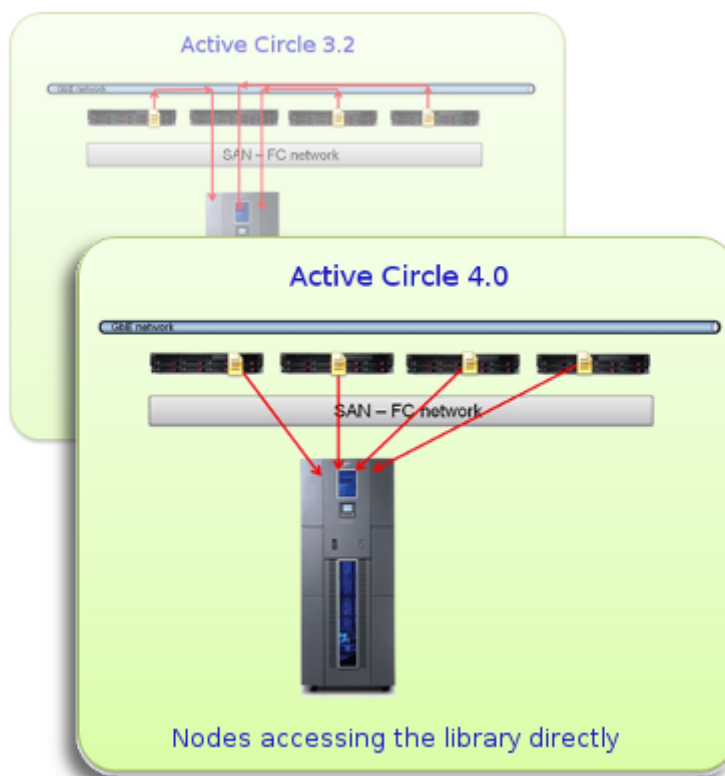 Active Circle 3.2
GbE network
SAN – FC network
Active Circle 4.0
GbE network
SAN – FC network
Nodes accessing the library directly